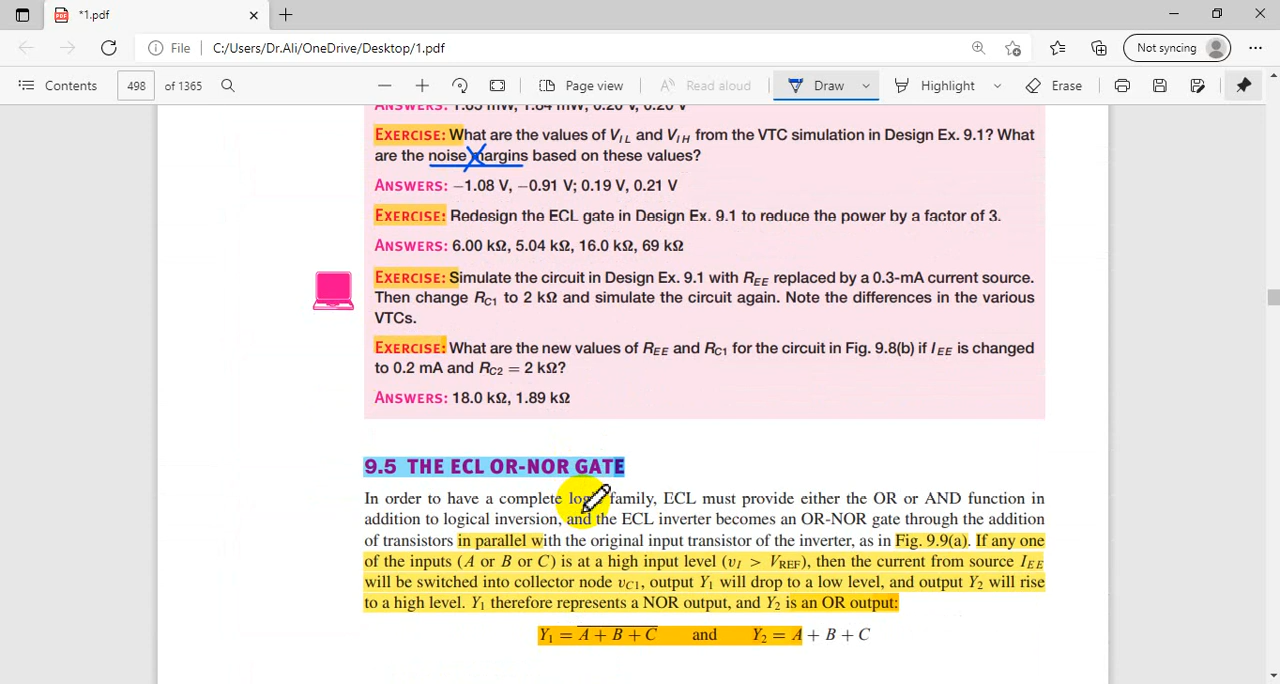 *1.pdf
File
C:/Users/Dr.Ali/OneDrive/Desktop/1.pdf
Not syncing
Contents
498
of 1365
Page view
Read aloud
Draw
Highlight
Erase
ANSWERS: 1.63 mW, 1.84 mW, 0.20 V, 0.20 V
EXERCISE: What are the values of VIL and VIH from the VTC simulation in Design Ex. 9.1? What
are the noise margins based on these values?
ANSWERS: −1.08 V, −0.91 V; 0.19 V, 0.21 V
EXERCISE: Redesign the ECL gate in Design Ex. 9.1 to reduce the power by a factor of 3.
ANSWERS: 6.00 kΩ, 5.04 kΩ, 16.0 kΩ, 69 kΩ
EXERCISE: Simulate the circuit in Design Ex. 9.1 with REE replaced by a 0.3-mA current source.
Then change RC1 to 2 kΩ and simulate the circuit again. Note the differences in the various
VTCs.
EXERCISE: What are the new values of REE and RC1 for the circuit in Fig. 9.8(b) if IEE is changed
to 0.2 mA and RC2 = 2 kΩ?
ANSWERS: 18.0 kΩ, 1.89 kΩ
9.5 THE ECL OR-NOR GATE
In order to have a complete logic family, ECL must provide either the OR or AND function in
addition to logical inversion, and the ECL inverter becomes an OR-NOR gate through the addition
of transistors in parallel with the original input transistor of the inverter, as in Fig. 9.9(a). If any one
of the inputs (A or B or C) is at a high input level (vI > VREF), then the current from source IEE
will be switched into collector node vC1, output Y1 will drop to a low level, and output Y2 will rise
to a high level. Y1 therefore represents a NOR output, and Y2 is an OR output:
Y1 = A̅ ̅+̅ ̅B̅ ̅+̅ ̅C̅ and Y2 = A + B + C